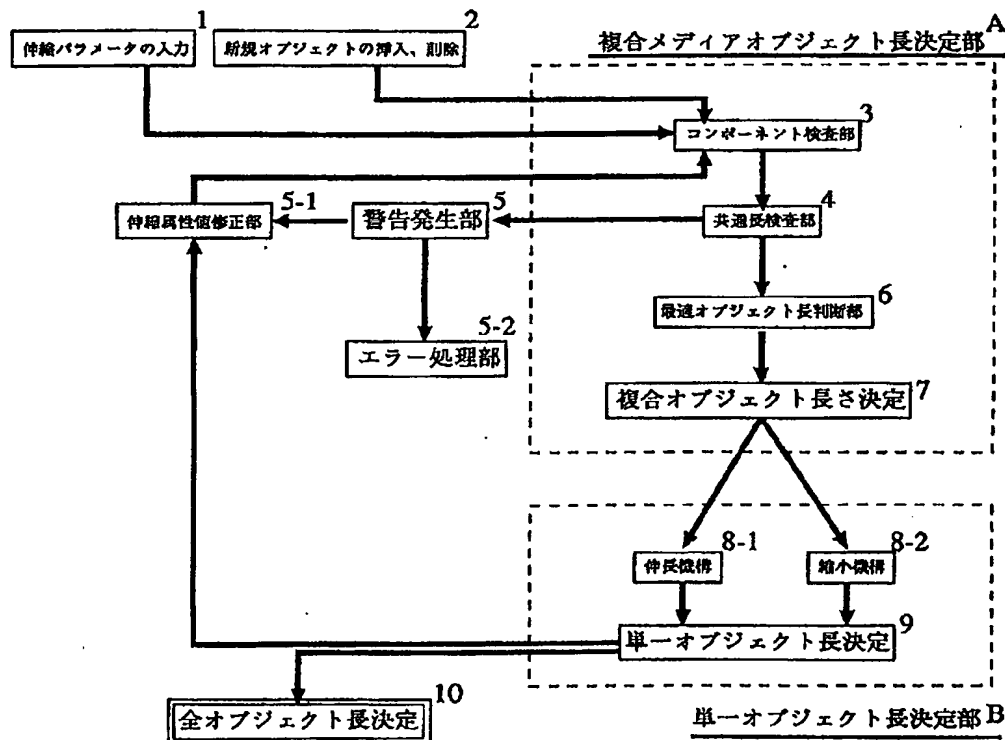 1
伸縮パラメータの入力
2
新規オブジェクトの挿入、削除
複合メディアオブジェクト長決定部 A
3
コンポーネント検査部
5-1
伸縮属性値修正部
5
警告発生部
4
共通長検査部
6
最適オブジェクト長判断部
5-2
エラー処理部
複合オブジェクト長さ決定 7
8-1
伸長機構
8-2
縮小機構
9
単一オブジェクト長決定
10
全オブジェクト長決定
単一オブジェクト長決定部 B